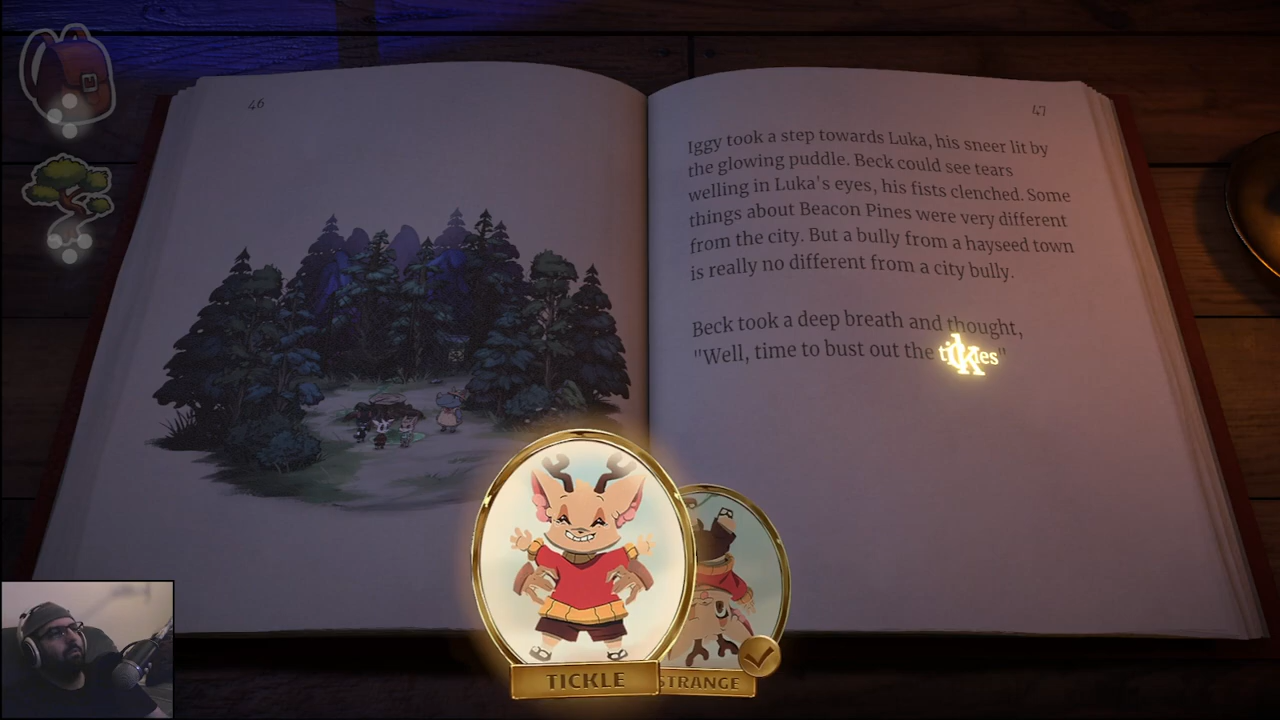 46
47
Iggy took a step towards Luka, his sneer lit by
the glowing puddle. Beck could see tears
welling in Luka's eyes, his fists clenched. Some
things about Beacon Pines were very different
from the city. But a bully from a hayseed town
is really no different from a city bully.
Beck took a deep breath and thought,
"Well, time to bust out the tickles"
TICKLE
STRANGE